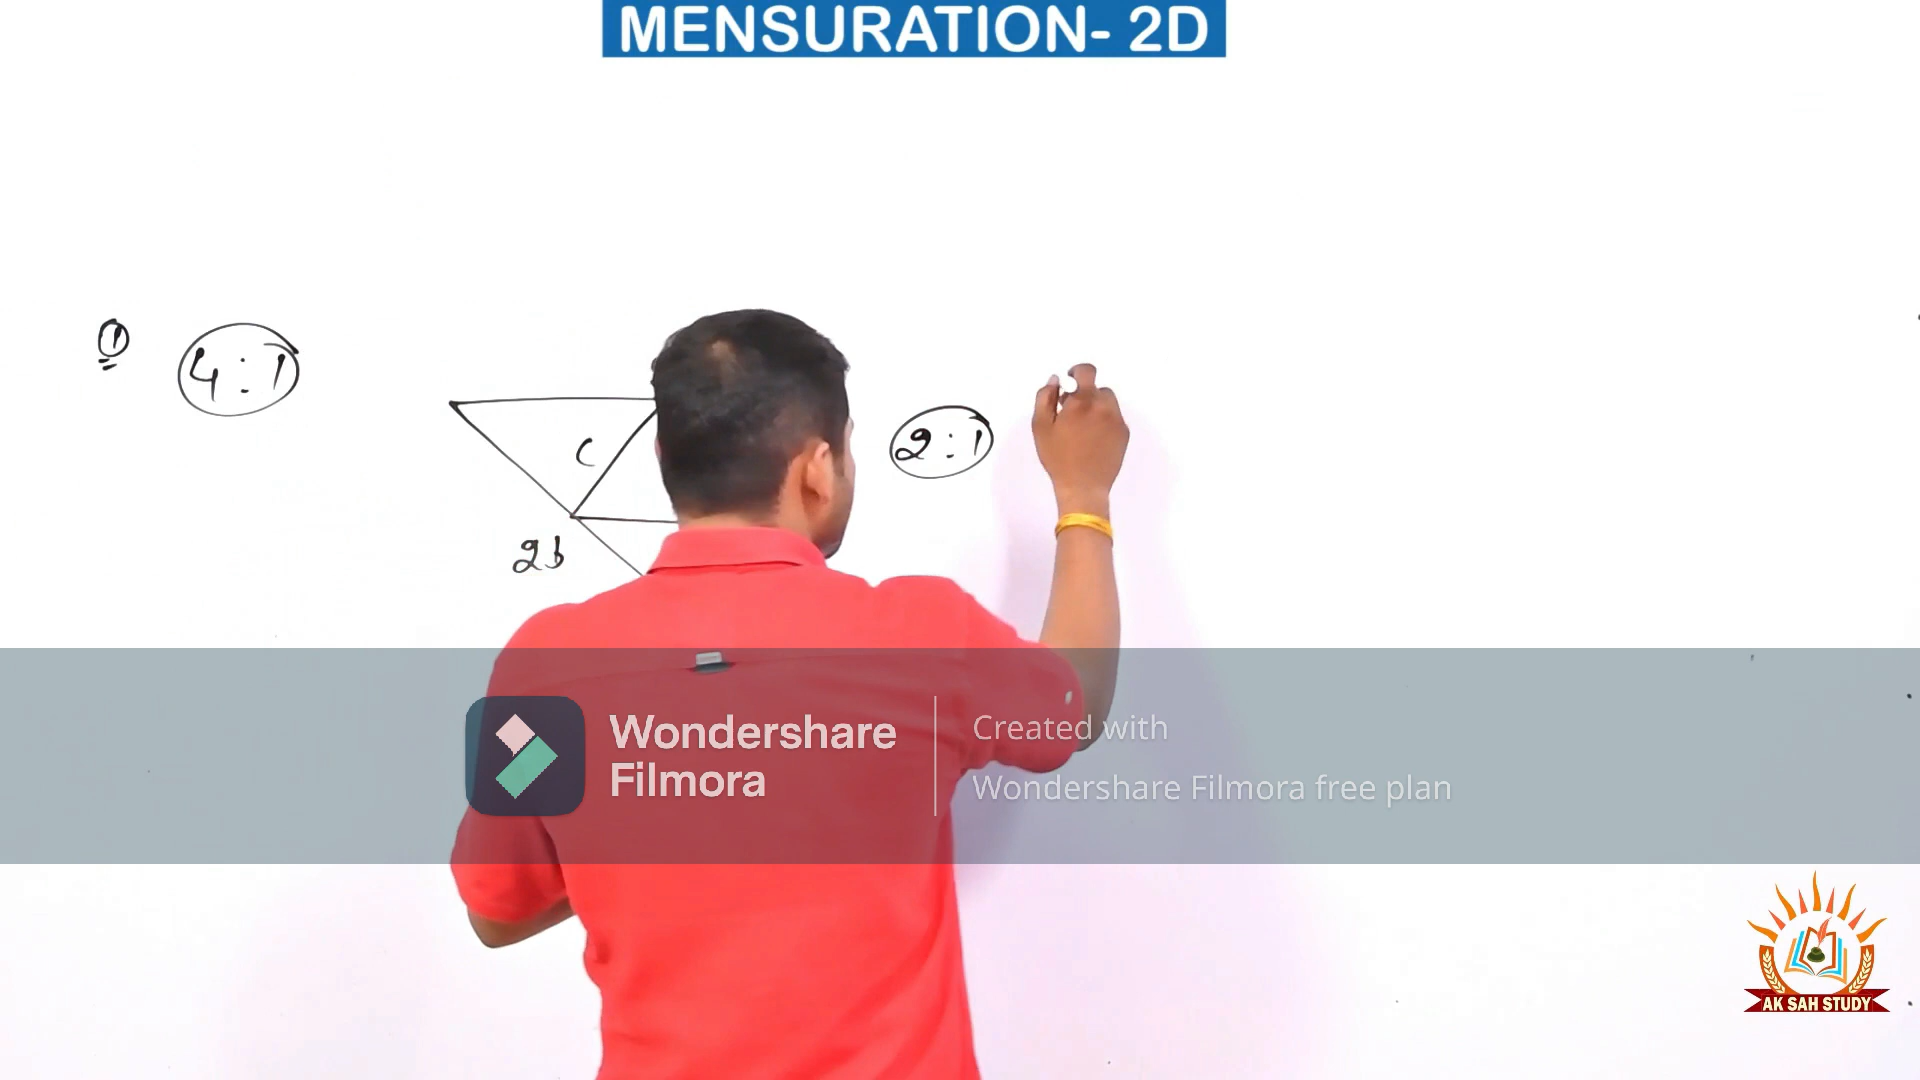 MENSURATION- 2D
①
4 : 1
C
2 : 1
2b
Wondershare
Filmora
Created with
Wondershare Filmora free plan
AK SAH STUDY